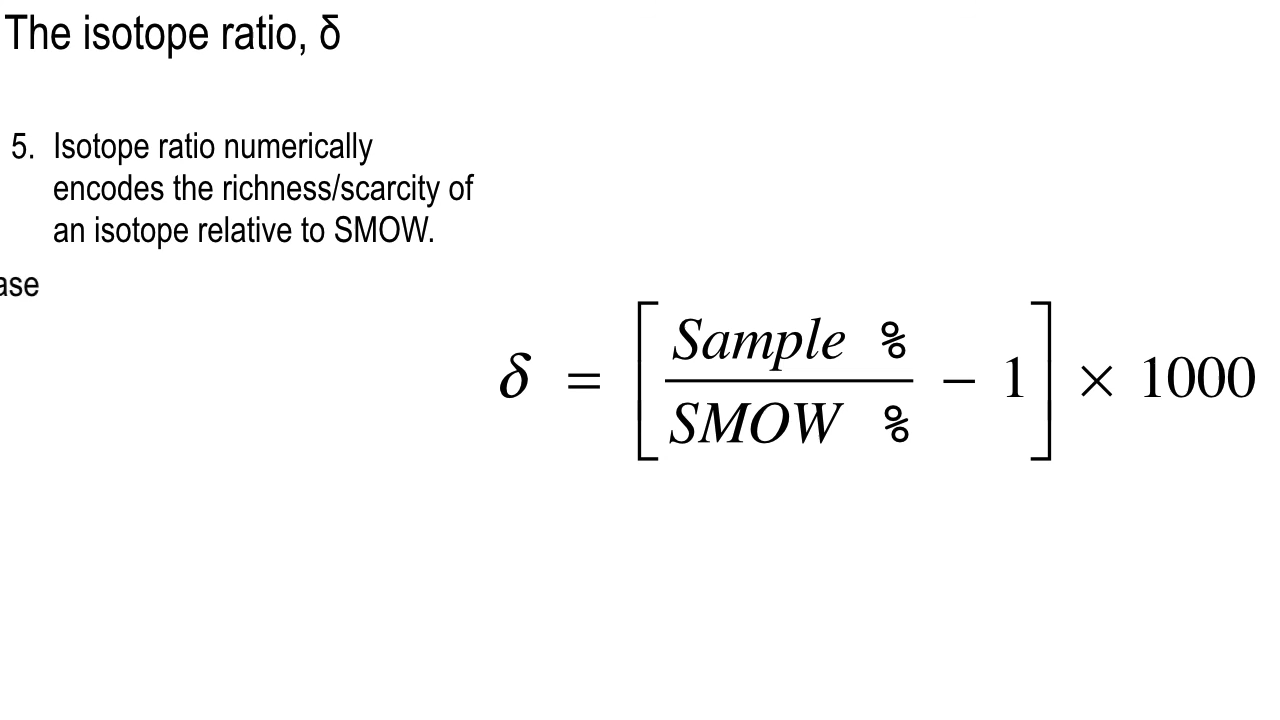 The isotope ratio, δ
5. Isotope ratio numerically
encodes the richness/scarcity of
an isotope relative to SMOW.
ase
δ = [ Sample % / SMOW % − 1 ] × 1000